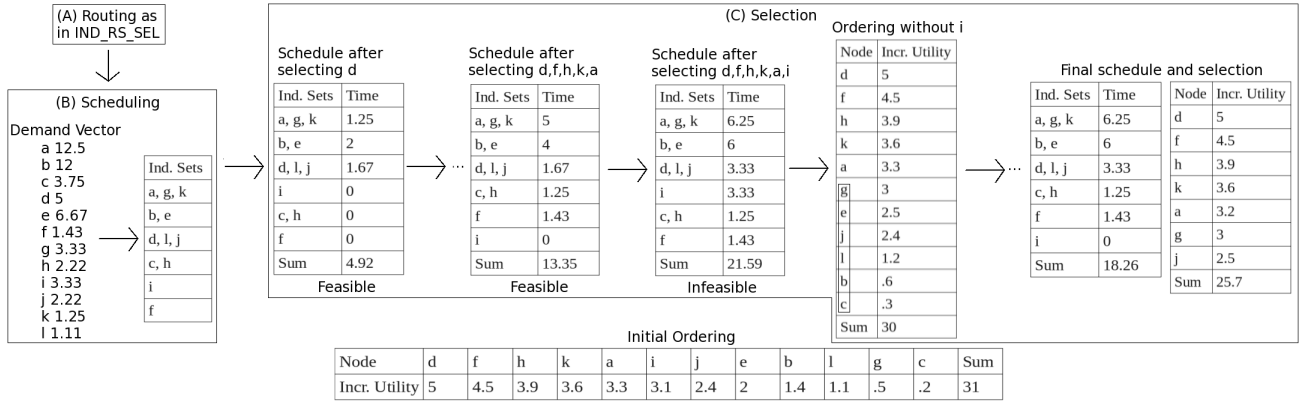 (A) Routing as
in IND_RS_SEL
(B) Scheduling
Demand Vector
a 12.5
b 12
c 3.75
d 5
e 6.67
f 1.43
g 3.33
h 2.22
i 3.33
j 2.22
k 1.25
l 1.11
Ind. Sets
a, g, k
b, e
d, l, j
c, h
i
f
(C) Selection
Schedule after
selecting d
Ind. Sets Time
a, g, k 1.25
b, e 2
d, l, j 1.67
i 0
c, h 0
f 0
Sum 4.92
Feasible
...
Schedule after
selecting d,f,h,k,a
Ind. Sets Time
a, g, k 5
b, e 4
d, l, j 1.67
c, h 1.25
f 1.43
i 0
Sum 13.35
Feasible
Schedule after
selecting d,f,h,k,a,i
Ind. Sets Time
a, g, k 6.25
b, e 6
d, l, j 3.33
i 3.33
c, h 1.25
f 1.43
Sum 21.59
Infeasible
Ordering without i
Node Incr. Utility
d 5
f 4.5
h 3.9
k 3.6
a 3.3
g 3
e 2.5
j 2.4
l 1.2
b .6
c .3
Sum 30
...
Final schedule and selection
Ind. Sets Time
a, g, k 6.25
b, e 6
d, l, j 3.33
c, h 1.25
f 1.43
i 0
Sum 18.26
Node Incr. Utility
d 5
f 4.5
h 3.9
k 3.6
a 3.2
g 3
j 2.5
Sum 25.7
Initial Ordering
Node d f h k a i j e b l g c Sum
Incr. Utility 5 4.5 3.9 3.6 3.3 3.1 2.4 2 1.4 1.1 .5 .2 31